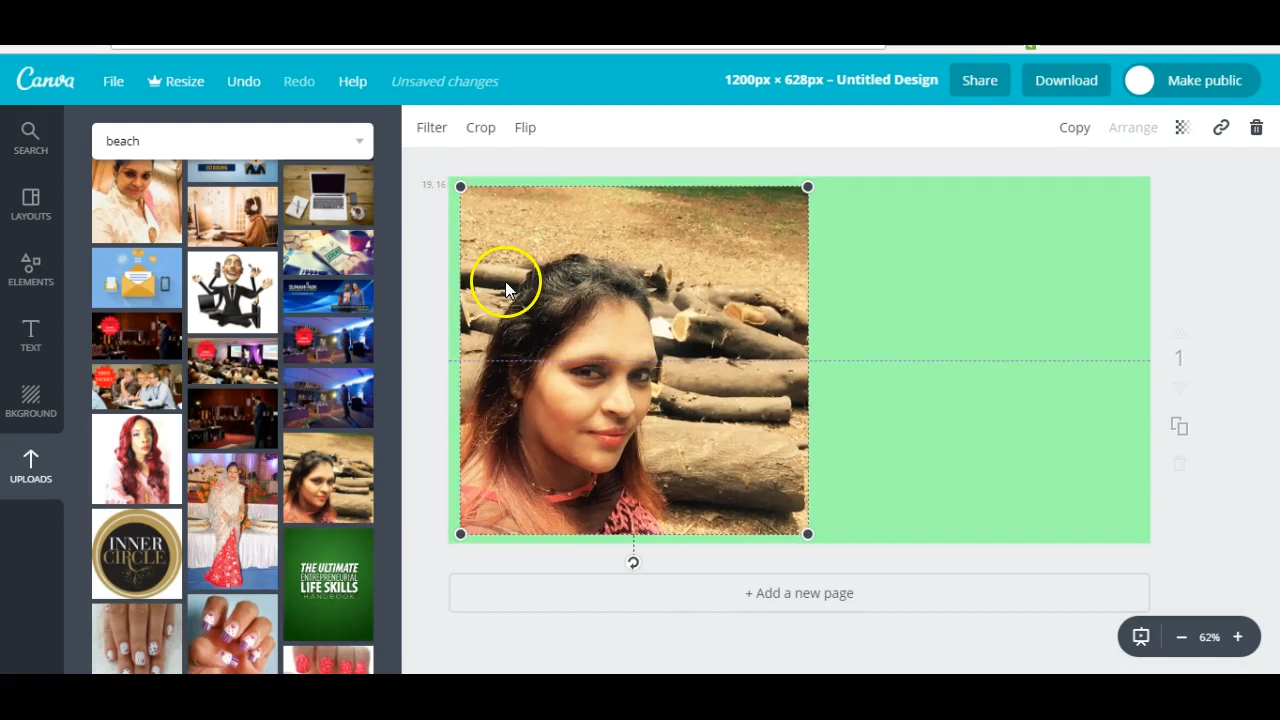 Canva File Resize Undo Redo Help Unsaved changes 1200px × 628px – Untitled Design Share Download Make public
SEARCH
LAYOUTS
ELEMENTS
TEXT
BKGROUND
UPLOADS
beach
INNER
CIRCLE
THE ULTIMATE
ENTREPRENEURIAL
LIFE SKILLS
HANDBOOK
Filter Crop Flip Copy Arrange
19, 16
1
+ Add a new page
62%